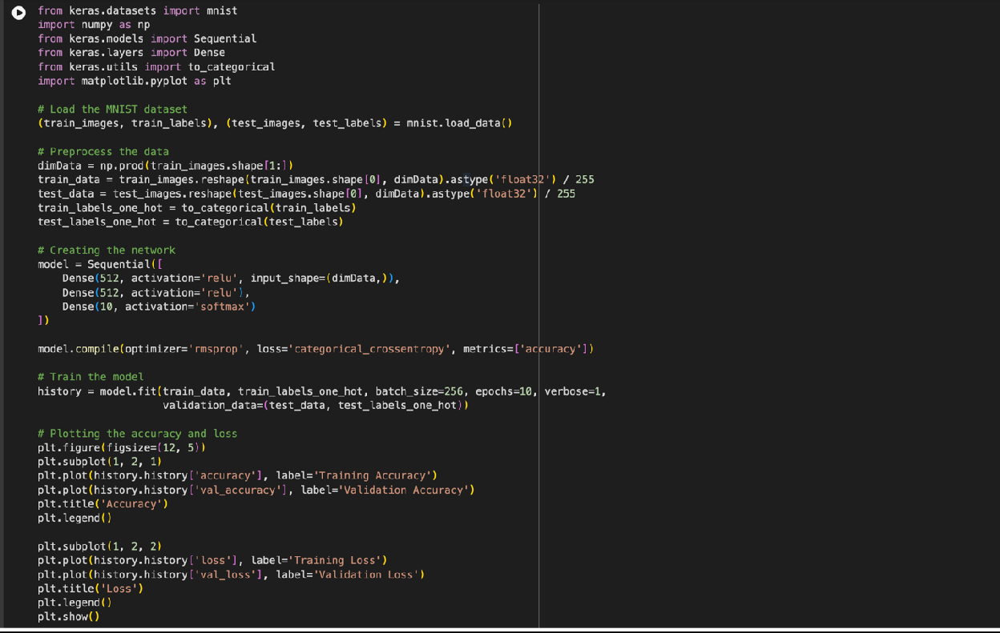 from keras.datasets import mnist
import numpy as np
from keras.models import Sequential
from keras.layers import Dense
from keras.utils import to_categorical
import matplotlib.pyplot as plt

# Load the MNIST dataset
(train_images, train_labels), (test_images, test_labels) = mnist.load_data()

# Preprocess the data
dimData = np.prod(train_images.shape[1:])
train_data = train_images.reshape(train_images.shape[0], dimData).astype('float32') / 255
test_data = test_images.reshape(test_images.shape[0], dimData).astype('float32') / 255
train_labels_one_hot = to_categorical(train_labels)
test_labels_one_hot = to_categorical(test_labels)

# Creating the network
model = Sequential([
    Dense(512, activation='relu', input_shape=(dimData,)),
    Dense(512, activation='relu'),
    Dense(10, activation='softmax')
])

model.compile(optimizer='rmsprop', loss='categorical_crossentropy', metrics=['accuracy'])

# Train the model
history = model.fit(train_data, train_labels_one_hot, batch_size=256, epochs=10, verbose=1,
                    validation_data=(test_data, test_labels_one_hot))

# Plotting the accuracy and loss
plt.figure(figsize=(12, 5))
plt.subplot(1, 2, 1)
plt.plot(history.history['accuracy'], label='Training Accuracy')
plt.plot(history.history['val_accuracy'], label='Validation Accuracy')
plt.title('Accuracy')
plt.legend()

plt.subplot(1, 2, 2)
plt.plot(history.history['loss'], label='Training Loss')
plt.plot(history.history['val_loss'], label='Validation Loss')
plt.title('Loss')
plt.legend()
plt.show()